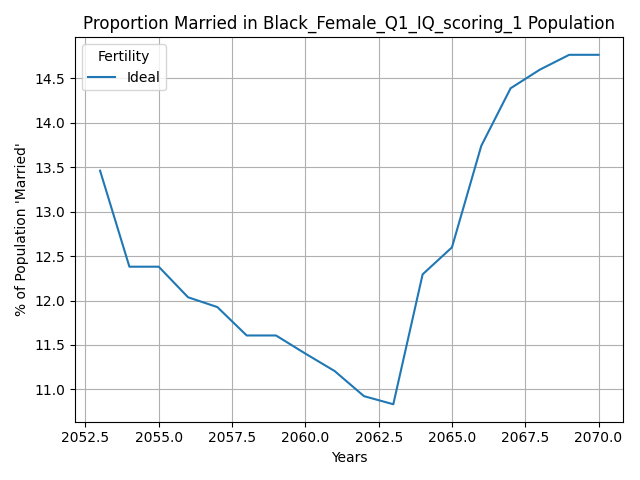 Proportion Married in Black_Female_Q1_IQ_scoring_1 Population
Fertility
Ideal
% of Population 'Married'
14.5
14.0
13.5
13.0
12.5
12.0
11.5
11.0
2052.5 2055.0 2057.5 2060.0 2062.5 2065.0 2067.5 2070.0
Years